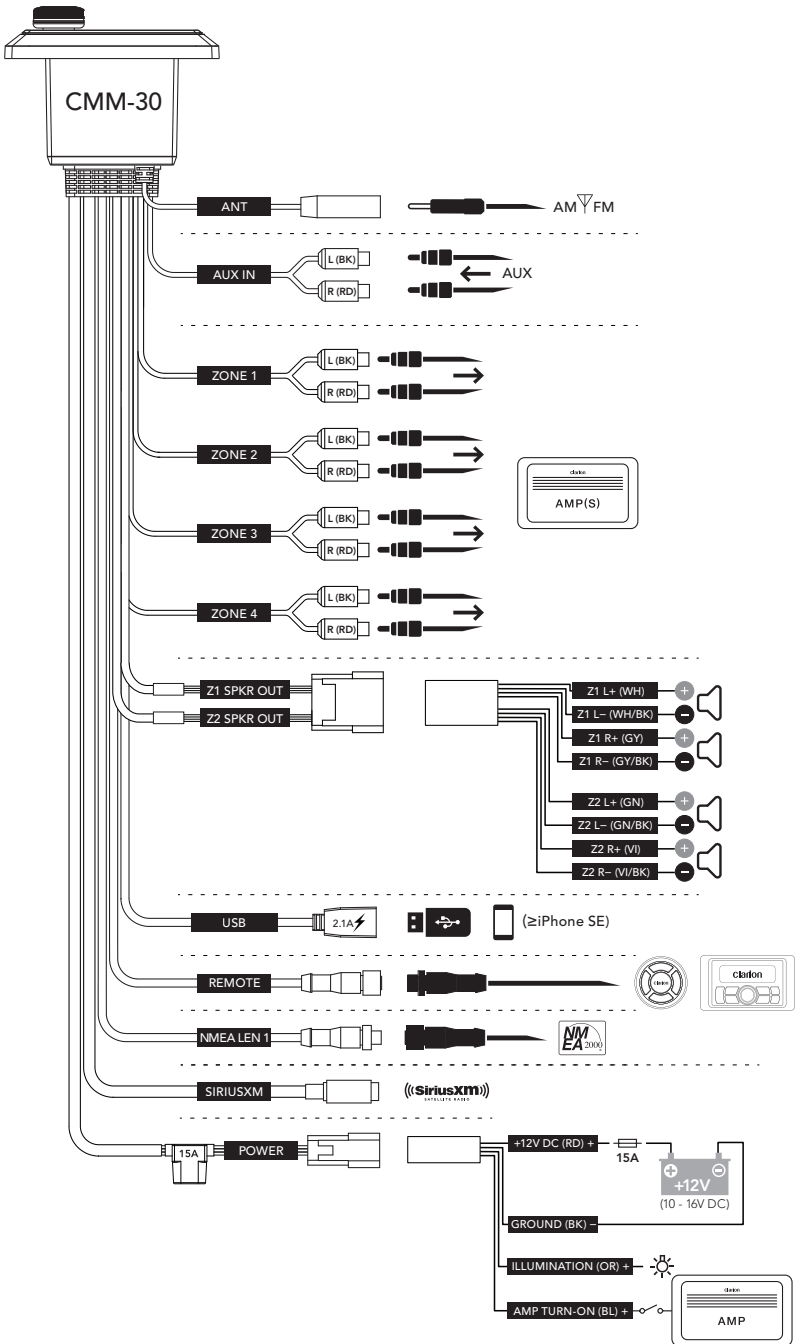 CMM-30
ANT
AM FM
AUX IN
L (BK)
R (RD)
AUX
ZONE 1
L (BK)
R (RD)
ZONE 2
L (BK)
R (RD)
clarion
AMP(S)
ZONE 3
L (BK)
R (RD)
ZONE 4
L (BK)
R (RD)
Z1 SPKR OUT
Z2 SPKR OUT
Z1 L+ (WH)
+
Z1 L− (WH/BK)
−
Z1 R+ (GY)
+
Z1 R− (GY/BK)
−
Z2 L+ (GN)
+
Z2 L− (GN/BK)
−
Z2 R+ (VI)
+
Z2 R− (VI/BK)
−
USB
2.1A
(≥iPhone SE)
REMOTE
Clarion
clarion
NMEA LEN 1
NMEA 2000
SIRIUSXM
((SiriusXM))
SATELLITE RADIO
15A
POWER
+12V DC (RD) +
15A
+ −
+12V
(10 - 16V DC)
GROUND (BK) −
ILLUMINATION (OR) +
AMP TURN-ON (BL) +
clarion
AMP